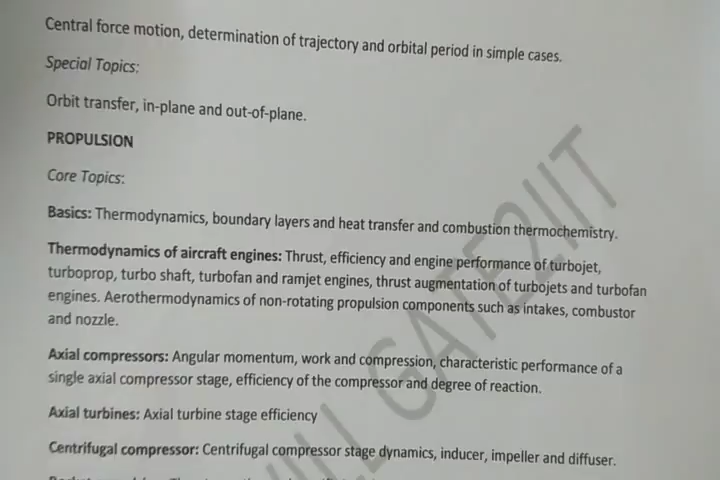 Central force motion, determination of trajectory and orbital period in simple cases.
Special Topics:
Orbit transfer, in-plane and out-of-plane.
PROPULSION
Core Topics:
Basics: Thermodynamics, boundary layers and heat transfer and combustion thermochemistry.
Thermodynamics of aircraft engines: Thrust, efficiency and engine performance of turbojet,
turboprop, turbo shaft, turbofan and ramjet engines, thrust augmentation of turbojets and turbofan
engines. Aerothermodynamics of non-rotating propulsion components such as intakes, combustor
and nozzle.
Axial compressors: Angular momentum, work and compression, characteristic performance of a
single axial compressor stage, efficiency of the compressor and degree of reaction.
Axial turbines: Axial turbine stage efficiency
Centrifugal compressor: Centrifugal compressor stage dynamics, inducer, impeller and diffuser.
GATE2IIT